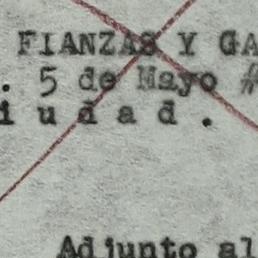 FIANZAS Y GA
. 5 de Mayo #
i u d a d .
Adjunto al